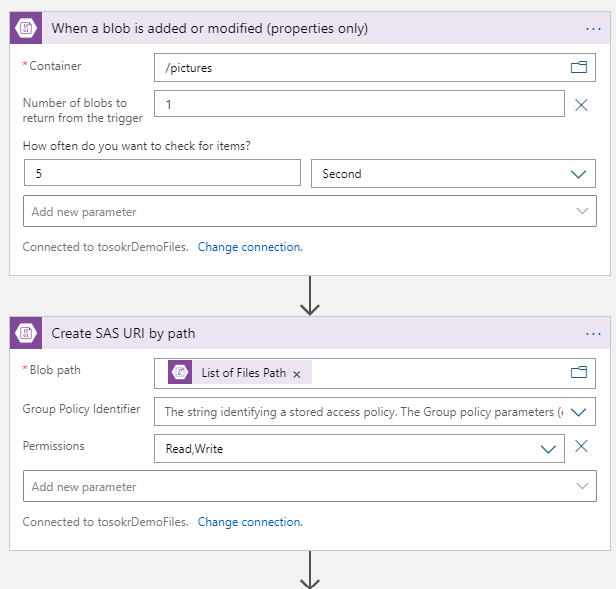 When a blob is added or modified (properties only)
* Container
/pictures
Number of blobs to
return from the trigger
1
How often do you want to check for items?
5
Second
Add new parameter
Connected to tosokrDemoFiles. Change connection.
Create SAS URI by path
* Blob path
List of Files Path ×
Group Policy Identifier
The string identifying a stored access policy. The Group policy parameters (
Permissions
Read,Write
Add new parameter
Connected to tosokrDemoFiles. Change connection.